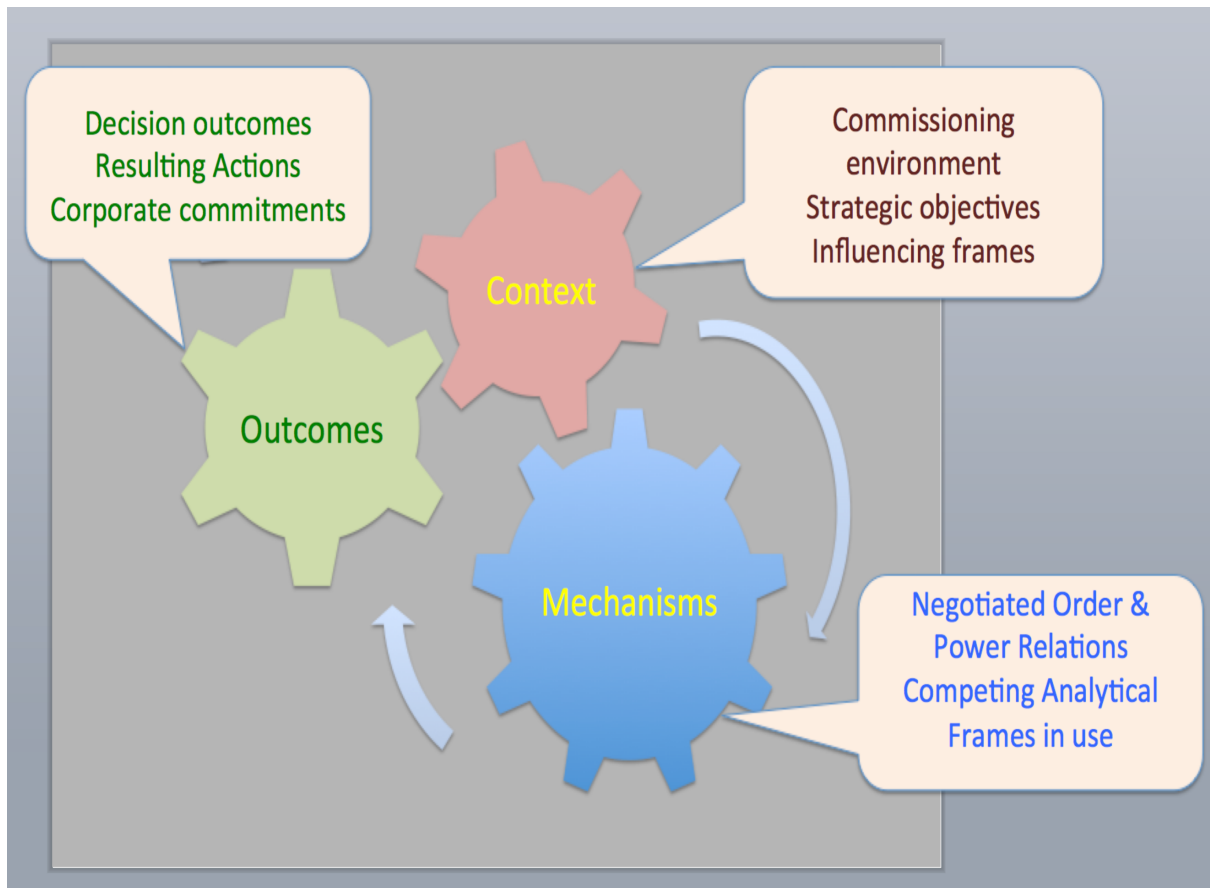 Decision outcomes
Resulting Actions
Corporate commitments
Commissioning
environment
Strategic objectives
Influencing frames
Context
Outcomes
Mechanisms
Negotiated Order &
Power Relations
Competing Analytical
Frames in use